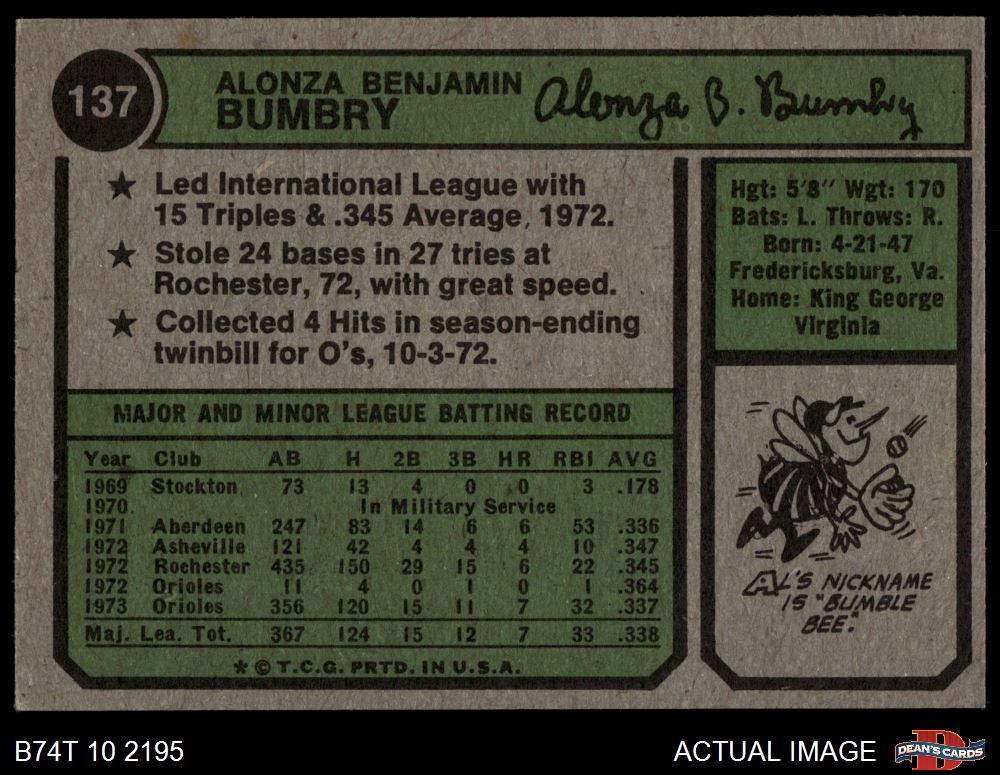 137
ALONZA BENJAMIN
BUMBRY
Alonza B. Bumbry
★ Led International League with
15 Triples & .345 Average, 1972.
★ Stole 24 bases in 27 tries at
Rochester, 72, with great speed.
★ Collected 4 Hits in season-ending
twinbill for O's, 10-3-72.
Hgt: 5'8" Wgt: 170
Bats: L. Throws: R.
Born: 4-21-47
Fredericksburg, Va.
Home: King George
Virginia
MAJOR AND MINOR LEAGUE BATTING RECORD
Year Club AB H 2B 3B HR RBI AVG
1969 Stockton 73 13 4 0 0 3 .178
1970 In Military Service
1971 Aberdeen 247 83 14 6 6 53 .336
1972 Asheville 121 42 4 4 4 10 .347
1972 Rochester 435 150 29 15 6 22 .345
1972 Orioles 11 4 0 1 0 1 .364
1973 Orioles 356 120 15 11 7 32 .337
Maj. Lea. Tot. 367 124 15 12 7 33 .338
* © T.C.G. PRTD. IN U.S.A.
AL'S NICKNAME
IS "BUMBLE
BEE."
B74T 10 2195
ACTUAL IMAGE
DEAN'S CARDS